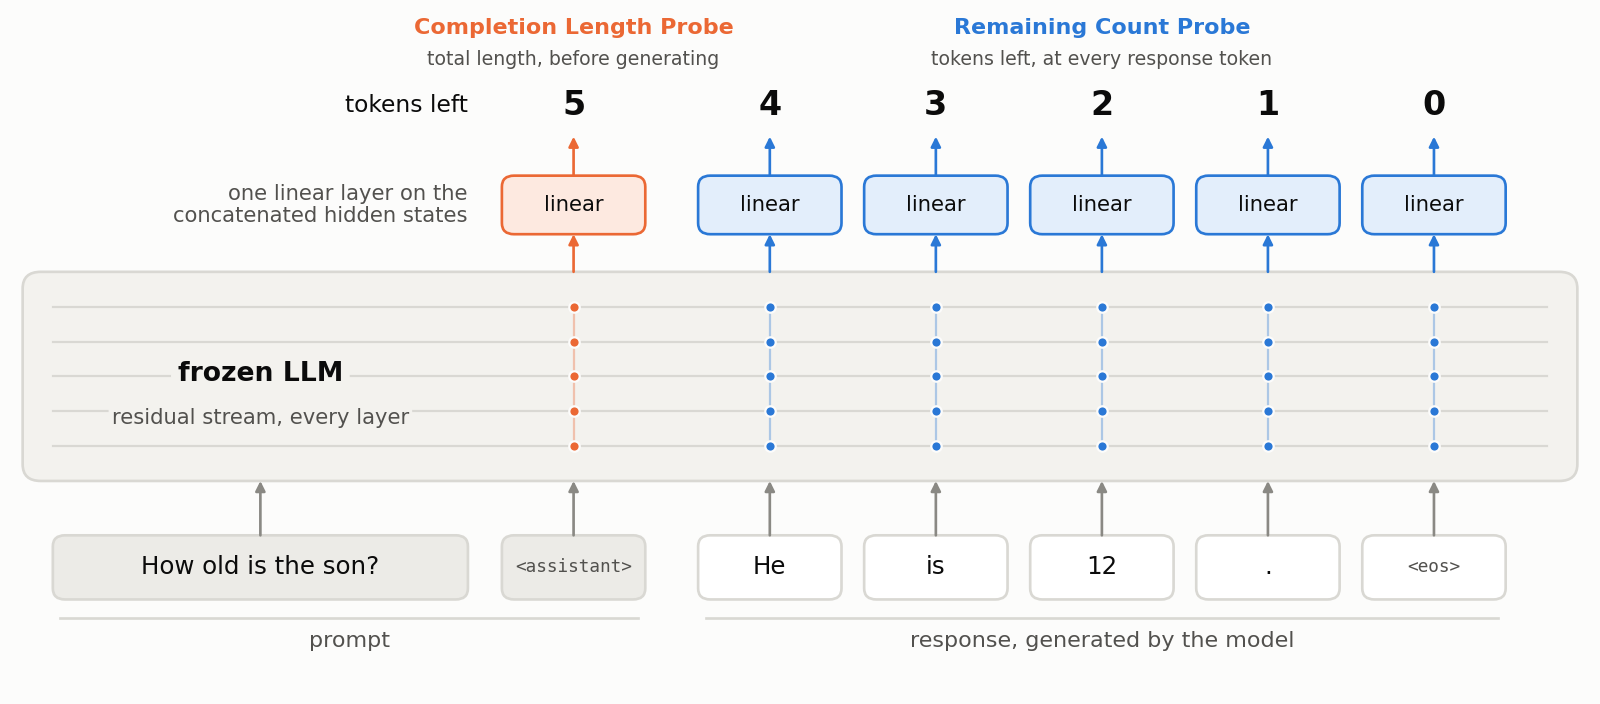 Completion Length Probe
total length, before generating
Remaining Count Probe
tokens left, at every response token
tokens left 5 4 3 2 1 0
one linear layer on the
concatenated hidden states
linear linear linear linear linear linear
frozen LLM
residual stream, every layer
How old is the son? <assistant> He is 12 . <eos>
prompt
response, generated by the model